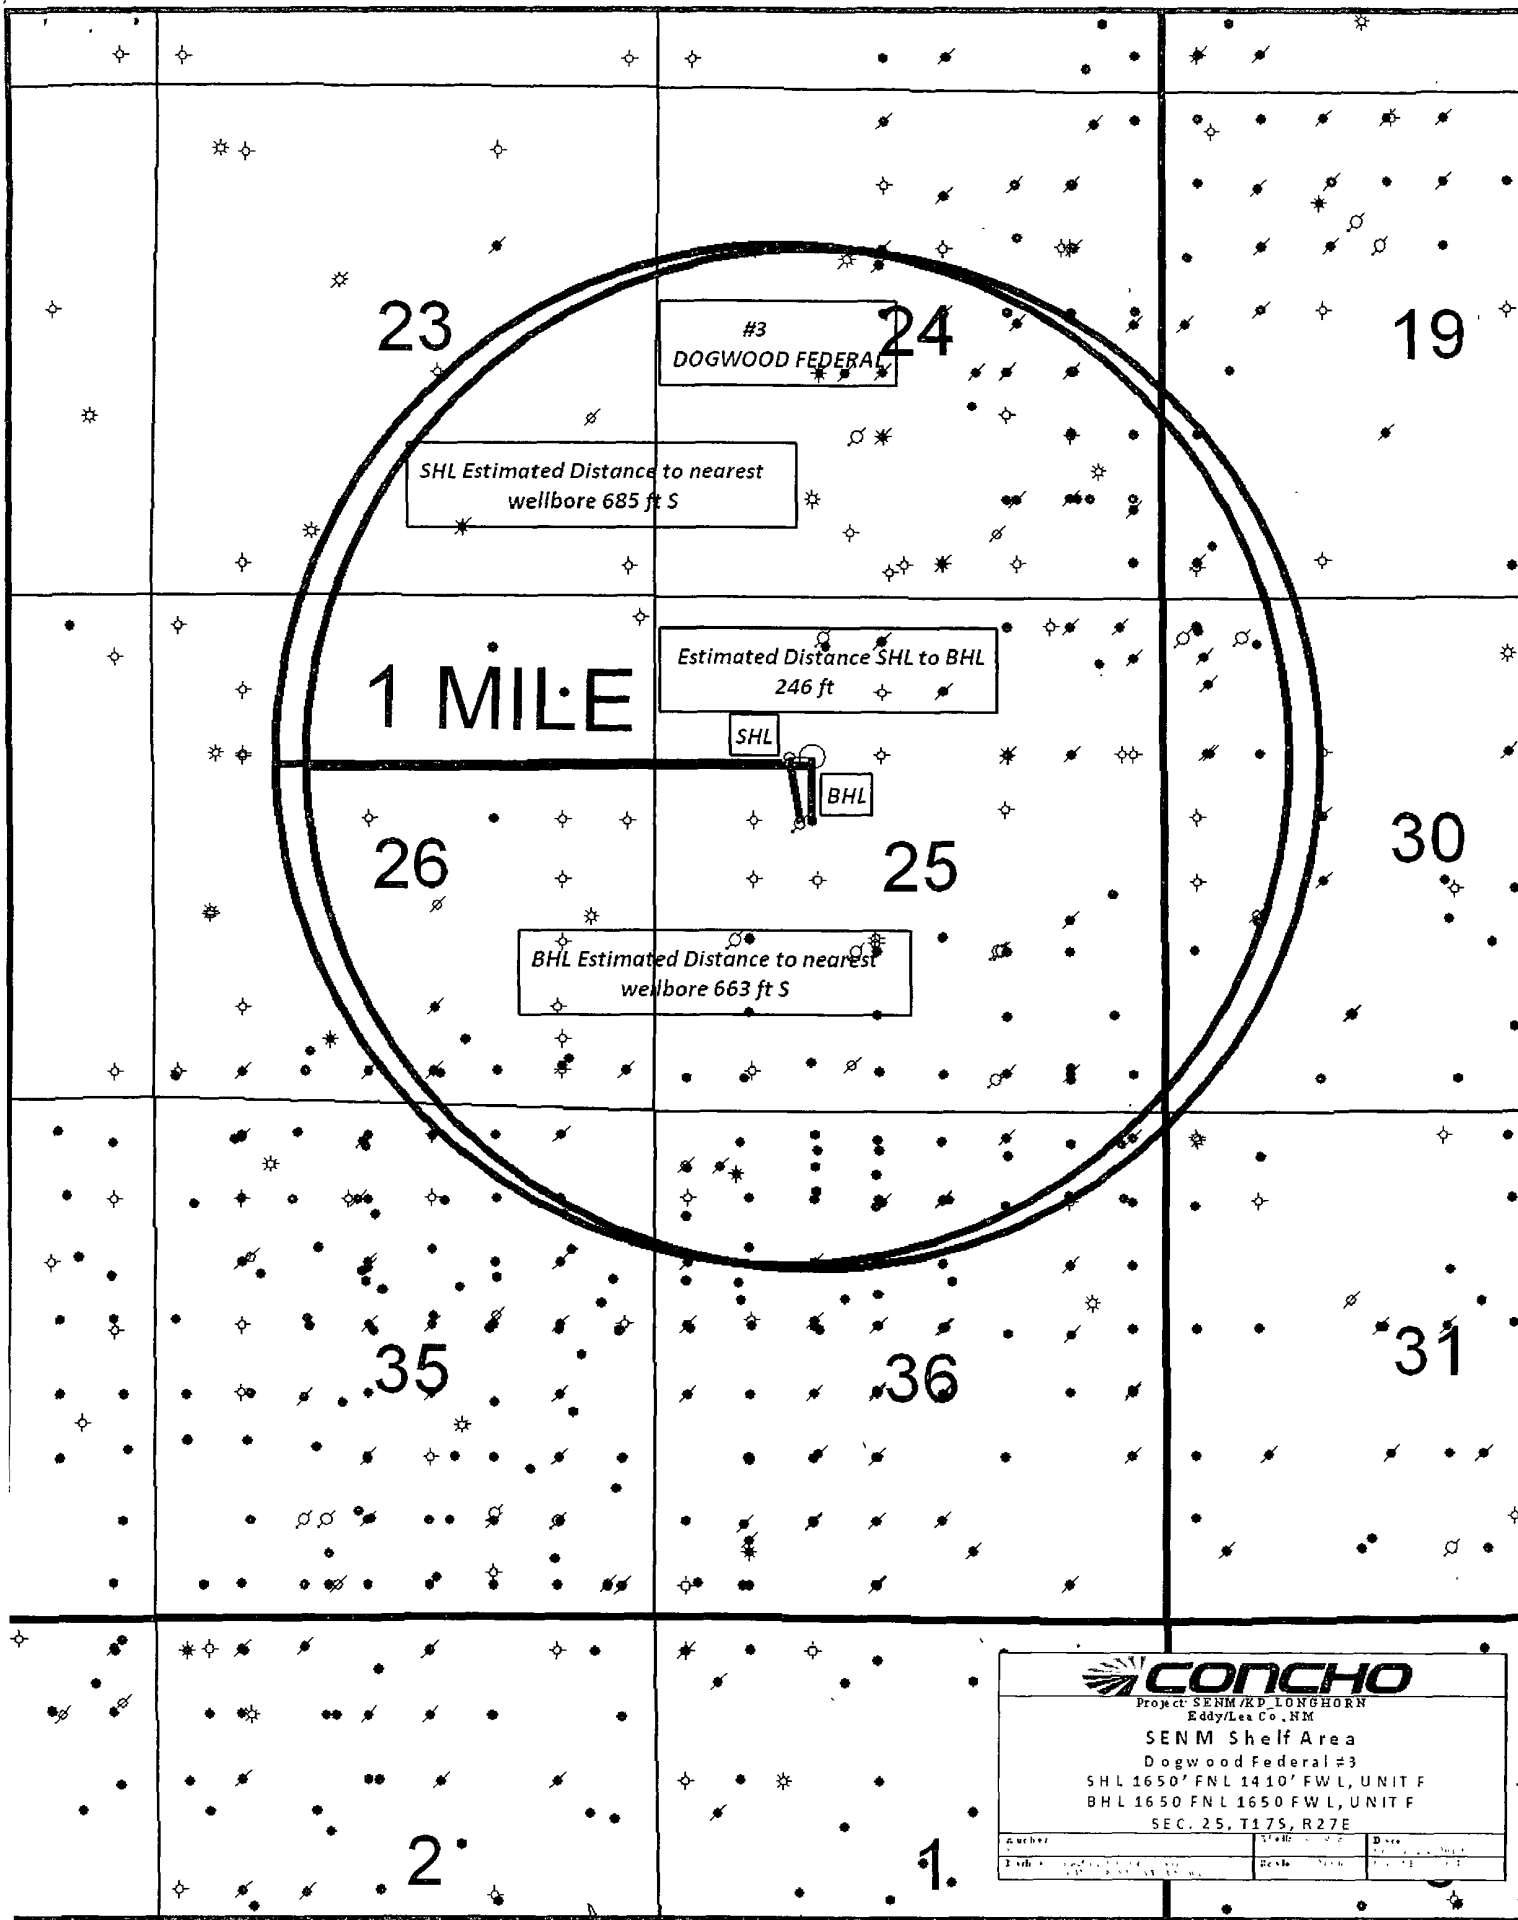 23
24
19
#3
DOGWOOD FEDERAL
SHL Estimated Distance to nearest
wellbore 685 ft S
Estimated Distance SHL to BHL
246 ft
1 MILE
SHL
BHL
26
25
30
BHL Estimated Distance to nearest
wellbore 663 ft S
35
36
31
2
1
CONCHO
Project: SENM/KP_LONGHORN
Eddy/Lea Co., NM
SENM Shelf Area
Dogwood Federal #3
SHL 1650' FNL 1410' FWL, UNIT F
BHL 1650 FNL 1650 FWL, UNIT F
SEC. 25, T17S, R27E
Author
Date
Scale